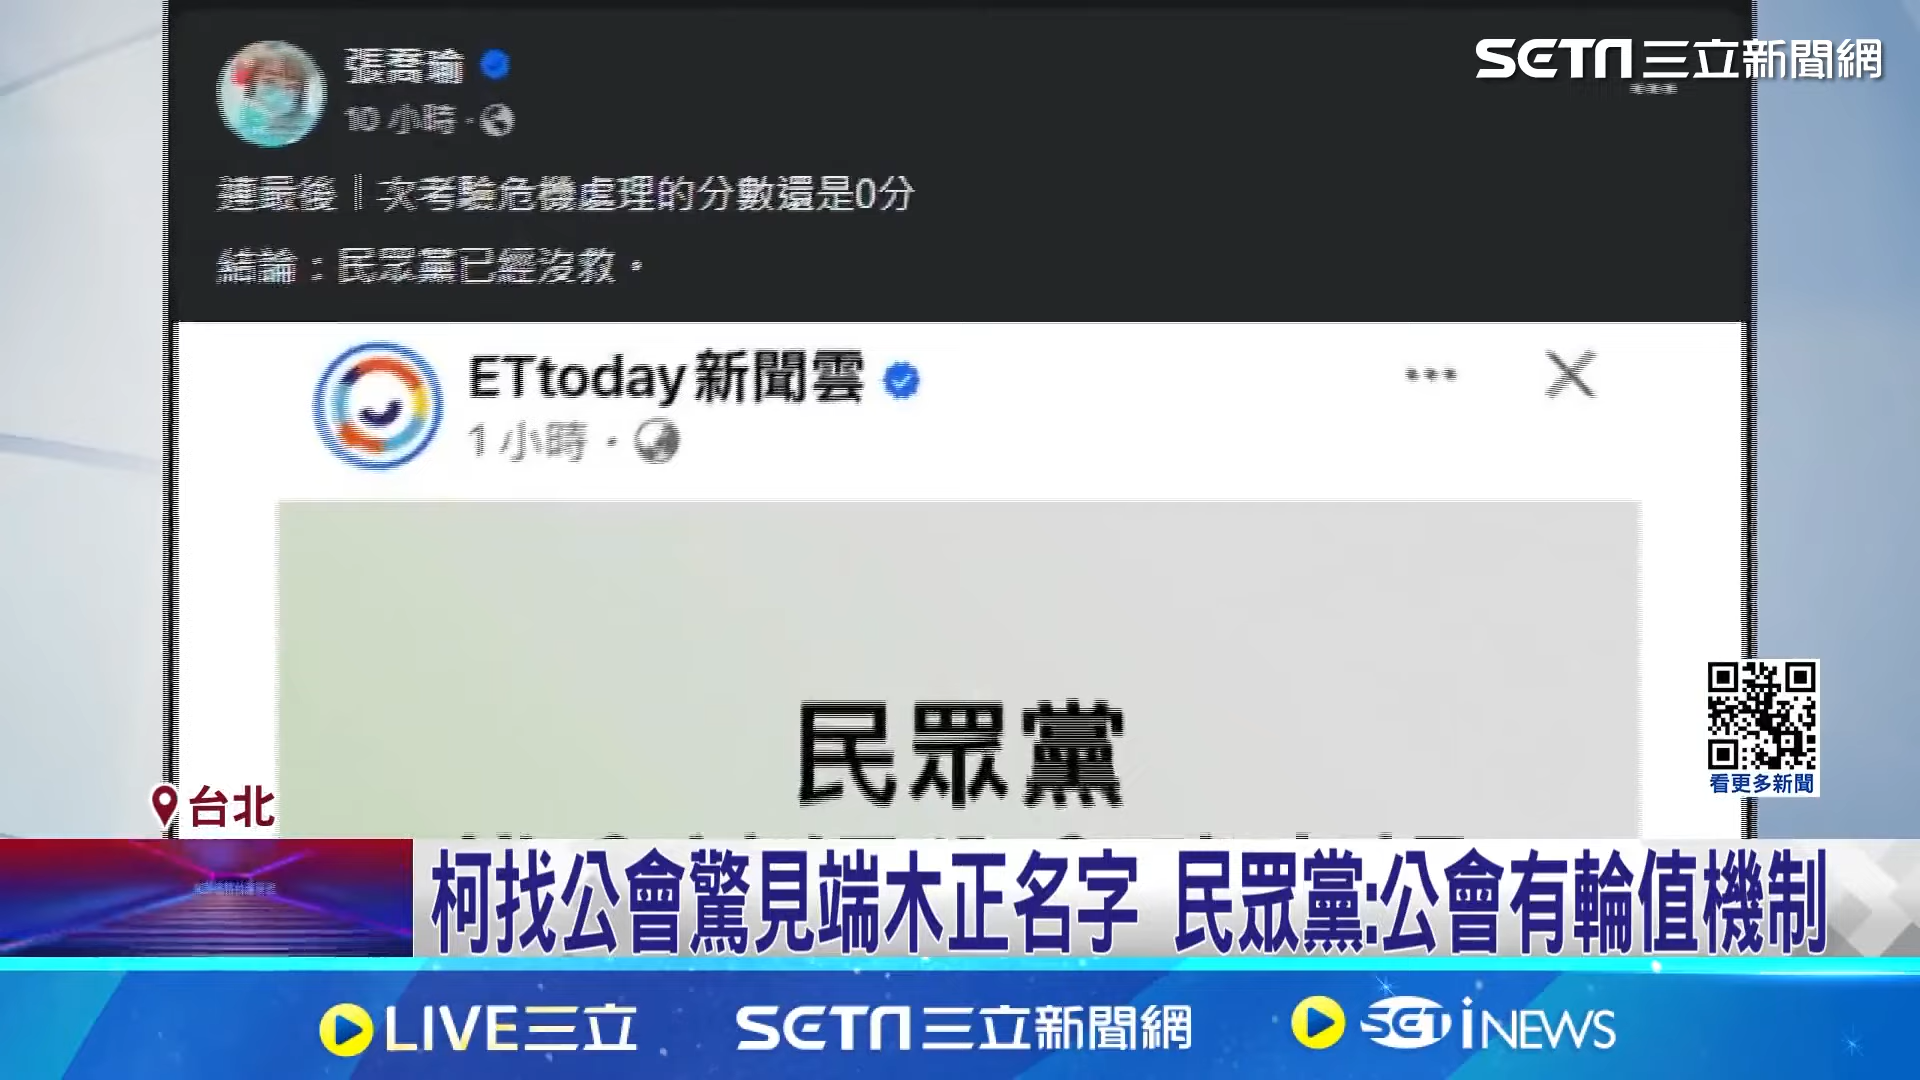 SETN三立新聞網
張喬瑜
10 小時
連最後一次考驗危機處理的分數還是0分
結論：民眾黨已經沒救。
ETtoday新聞雲
1 小時
民眾黨
看更多新聞
台北
柯找公會驚見端木正名字 民眾黨:公會有輪值機制
LIVE三立
SETN三立新聞網
SET iNEWS